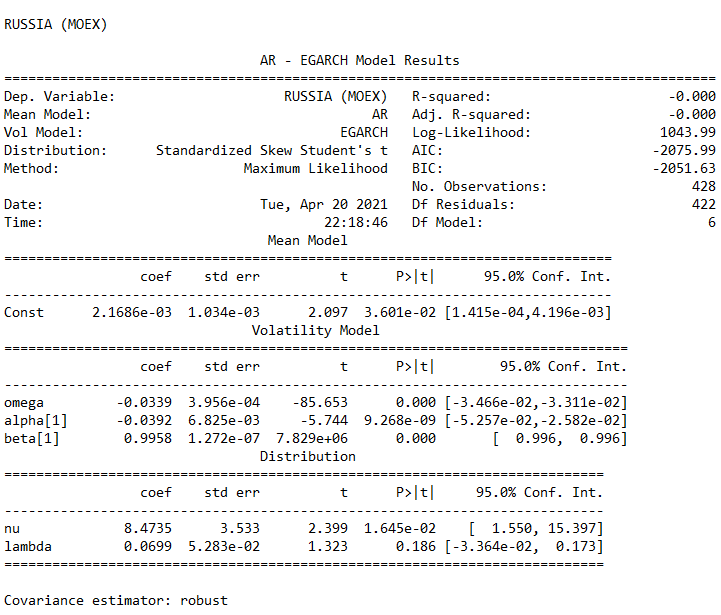 RUSSIA (MOEX)
AR - EGARCH Model Results
==============================================================================
Dep. Variable: RUSSIA (MOEX) R-squared: -0.000
Mean Model: AR Adj. R-squared: -0.000
Vol Model: EGARCH Log-Likelihood: 1043.99
Distribution: Standardized Skew Student's t AIC: -2075.99
Method: Maximum Likelihood BIC: -2051.63
No. Observations: 428
Date: Tue, Apr 20 2021 Df Residuals: 422
Time: 22:18:46 Df Model: 6
Mean Model
============================================================================
coef std err t P>|t| 95.0% Conf. Int.
----------------------------------------------------------------------------
Const 2.1686e-03 1.034e-03 2.097 3.601e-02 [1.415e-04,4.196e-03]
Volatility Model
==============================================================================
coef std err t P>|t| 95.0% Conf. Int.
------------------------------------------------------------------------------
omega -0.0339 3.956e-04 -85.653 0.000 [-3.466e-02,-3.311e-02]
alpha[1] -0.0392 6.825e-03 -5.744 9.268e-09 [-5.257e-02,-2.582e-02]
beta[1] 0.9958 1.272e-07 7.829e+06 0.000 [ 0.996, 0.996]
Distribution
===========================================================================
coef std err t P>|t| 95.0% Conf. Int.
---------------------------------------------------------------------------
nu 8.4735 3.533 2.399 1.645e-02 [ 1.550, 15.397]
lambda 0.0699 5.283e-02 1.323 0.186 [-3.364e-02, 0.173]
===========================================================================
Covariance estimator: robust